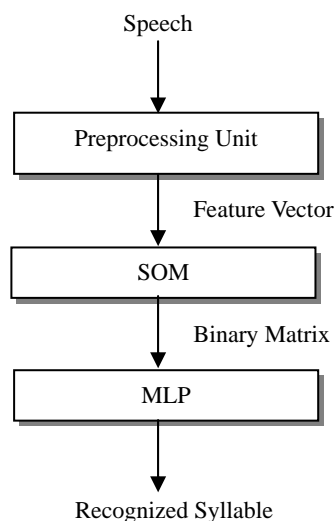 Speech
Preprocessing Unit
Feature Vector
SOM
Binary Matrix
MLP
Recognized Syllable